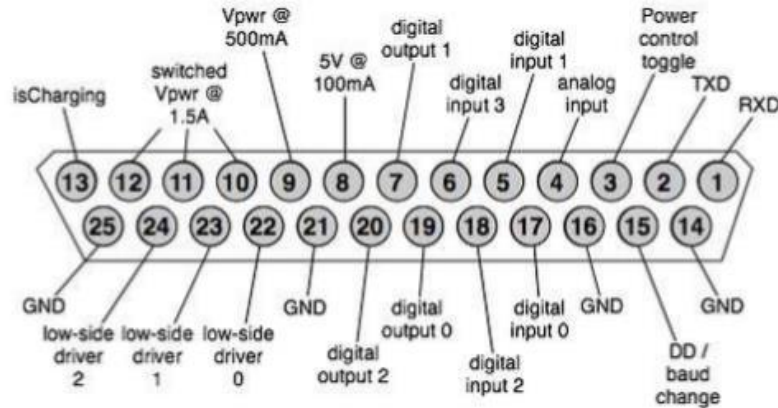 Vpwr @
500mA
digital
output 1
Power
control
toggle
isCharging
switched
Vpwr @
1.5A
5V @
100mA
digital
input 3
digital
input 1
analog
input
TXD
RXD
13 12 11 10 9 8 7 6 5 4 3 2 1
25 24 23 22 21 20 19 18 17 16 15 14
GND
low-side
driver
2
low-side
driver
1
low-side
driver
0
GND
digital
output 2
digital
output 0
digital
input 2
digital
input 0
GND
DD /
baud
change
GND